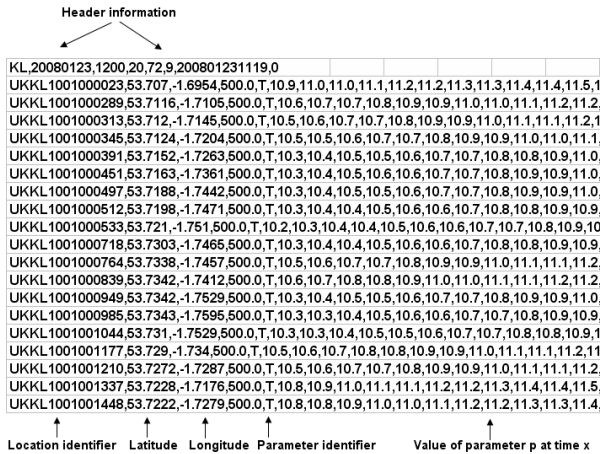 Header information
KL,20080123,1200,20,72,9,200801231119,0
UKKL1001000023,53.707,-1.6954,500.0,T,10.9,11.0,11.0,11.1,11.2,11.2,11.3,11.3,11.4,11.4,11.5,1
UKKL1001000289,53.7116,-1.7105,500.0,T,10.6,10.7,10.7,10.8,10.9,10.9,11.0,11.0,11.1,11.2,11.2,
UKKL1001000313,53.712,-1.7145,500.0,T,10.5,10.6,10.7,10.7,10.8,10.9,10.9,11.0,11.1,11.1,11.2,1
UKKL1001000345,53.7124,-1.7204,500.0,T,10.5,10.5,10.6,10.7,10.7,10.8,10.9,10.9,11.0,11.0,11.1,
UKKL1001000391,53.7152,-1.7263,500.0,T,10.3,10.4,10.5,10.5,10.6,10.7,10.7,10.8,10.8,10.9,11.0,
UKKL1001000451,53.7163,-1.7361,500.0,T,10.3,10.4,10.5,10.5,10.6,10.7,10.7,10.8,10.9,10.9,11.0,
UKKL1001000497,53.7188,-1.7442,500.0,T,10.3,10.4,10.5,10.5,10.6,10.6,10.7,10.8,10.9,10.9,11.0,
UKKL1001000512,53.7198,-1.7471,500.0,T,10.3,10.4,10.4,10.5,10.6,10.6,10.7,10.8,10.8,10.9,10.9,
UKKL1001000533,53.721,-1.751,500.0,T,10.2,10.3,10.4,10.4,10.5,10.6,10.6,10.7,10.7,10.8,10.9,10
UKKL1001000718,53.7303,-1.7465,500.0,T,10.3,10.4,10.5,10.5,10.6,10.6,10.7,10.8,10.8,10.9,10.9,
UKKL1001000764,53.7338,-1.7457,500.0,T,10.5,10.6,10.7,10.7,10.8,10.9,10.9,11.0,11.1,11.1,11.2,
UKKL1001000839,53.7342,-1.7412,500.0,T,10.6,10.7,10.8,10.8,10.9,11.0,11.0,11.1,11.1,11.2,11.2,
UKKL1001000949,53.7342,-1.7529,500.0,T,10.3,10.4,10.5,10.5,10.6,10.7,10.7,10.8,10.9,10.9,11.0,
UKKL1001000985,53.7343,-1.7595,500.0,T,10.3,10.3,10.4,10.5,10.6,10.6,10.7,10.7,10.8,10.9,10.9,
UKKL1001001044,53.731,-1.7529,500.0,T,10.3,10.3,10.4,10.5,10.5,10.6,10.7,10.7,10.8,10.8,10.9,1
UKKL1001001177,53.729,-1.734,500.0,T,10.5,10.6,10.7,10.8,10.8,10.9,10.9,11.0,11.1,11.1,11.2,11
UKKL1001001210,53.7272,-1.7287,500.0,T,10.5,10.6,10.7,10.7,10.8,10.9,10.9,11.0,11.1,11.1,11.2,
UKKL1001001337,53.7228,-1.7176,500.0,T,10.8,10.9,11.0,11.1,11.1,11.2,11.2,11.3,11.4,11.4,11.5,
UKKL1001001448,53.7222,-1.7279,500.0,T,10.8,10.8,10.9,11.0,11.0,11.1,11.2,11.2,11.3,11.3,11.4,
Location identifier Latitude Longitude Parameter identifier Value of parameter p at time x